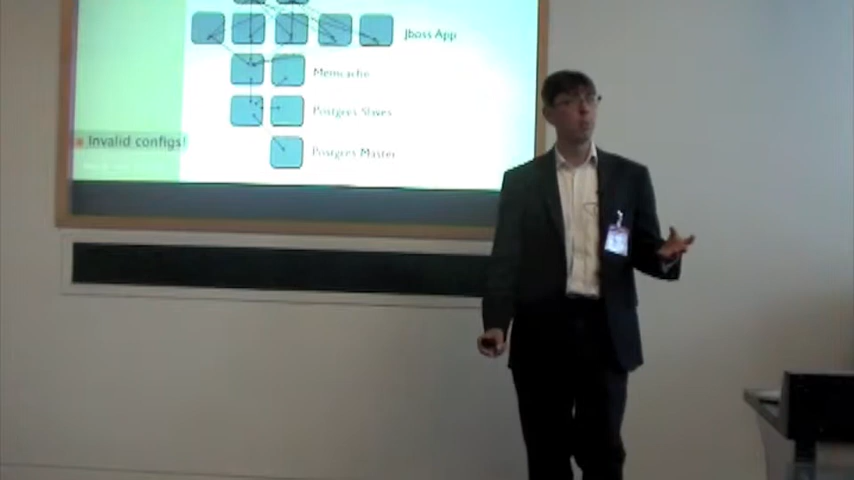 Jboss App
Memcache
Postgres Slaves
Invalid configs!
Postgres Master